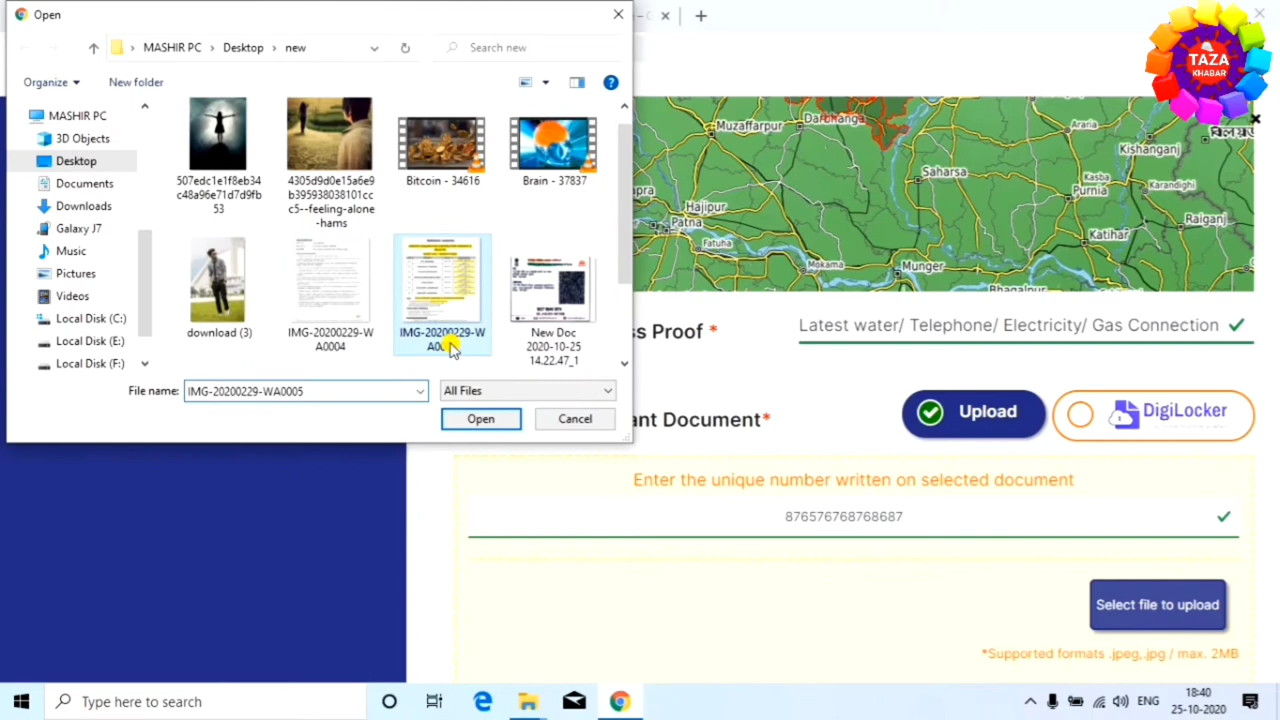 Open
MASHIR PC > Desktop > new
Search new
Organize
New folder
MASHIR PC
3D Objects
Desktop
Documents
Downloads
Galaxy J7
Music
Pictures
Videos
Local Disk (C:)
Local Disk (E:)
Local Disk (F:)
507edc1e1f8eb34
c48a96e71d7d9fb
53
4305d9d0e15a6e9
b395938038101cc
c5--feeling-alone
-hams
Bitcoin - 34616
Brain - 37837
download (3)
IMG-20200229-W
A0004
IMG-20200229-W
New Doc
2020-10-25
14.22.47_1
File name:
IMG-20200229-WA0005
All Files
Open
Cancel
TAZA
KHABAR
Muzaffarpur
Darbhanga
Araria
Kishanganj
Saharsa
Kasba
Purnia
Karandighi
Hajipur
Patna
Raiganj
Katihar
Fatuha
Mokama
Munger
Bhagalpur
ss Proof *
Latest water/ Telephone/ Electricity/ Gas Connection
ant Document*
Upload
DigiLocker
Enter the unique number written on selected document
876576768768687
Select file to upload
*Supported formats .jpeg,.jpg / max. 2MB
Type here to search
ENG
18:40
25-10-2020